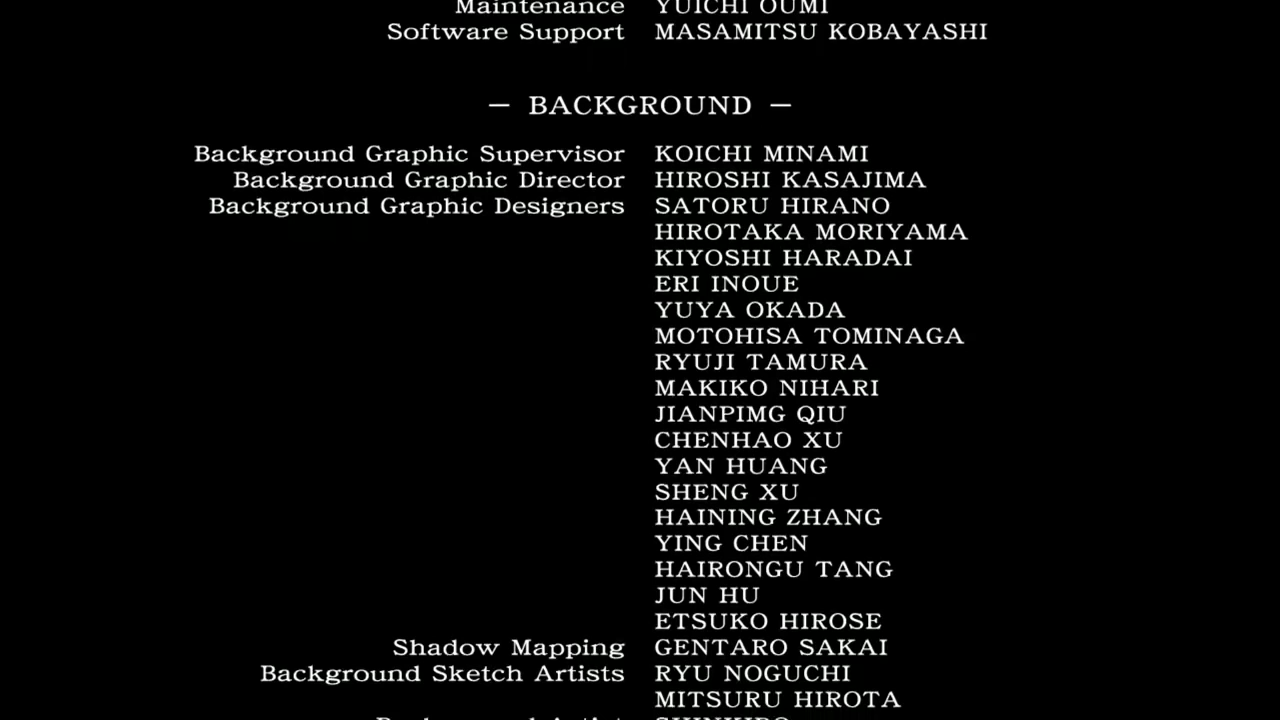 Maintenance YUICHI OUMI
Software Support MASAMITSU KOBAYASHI
— BACKGROUND —
Background Graphic Supervisor KOICHI MINAMI
Background Graphic Director HIROSHI KASAJIMA
Background Graphic Designers SATORU HIRANO
HIROTAKA MORIYAMA
KIYOSHI HARADAI
ERI INOUE
YUYA OKADA
MOTOHISA TOMINAGA
RYUJI TAMURA
MAKIKO NIHARI
JIANPIMG QIU
CHENHAO XU
YAN HUANG
SHENG XU
HAINING ZHANG
YING CHEN
HAIRONGU TANG
JUN HU
ETSUKO HIROSE
Shadow Mapping GENTARO SAKAI
Background Sketch Artists RYU NOGUCHI
MITSURU HIROTA
Background Artist SHINKIRO